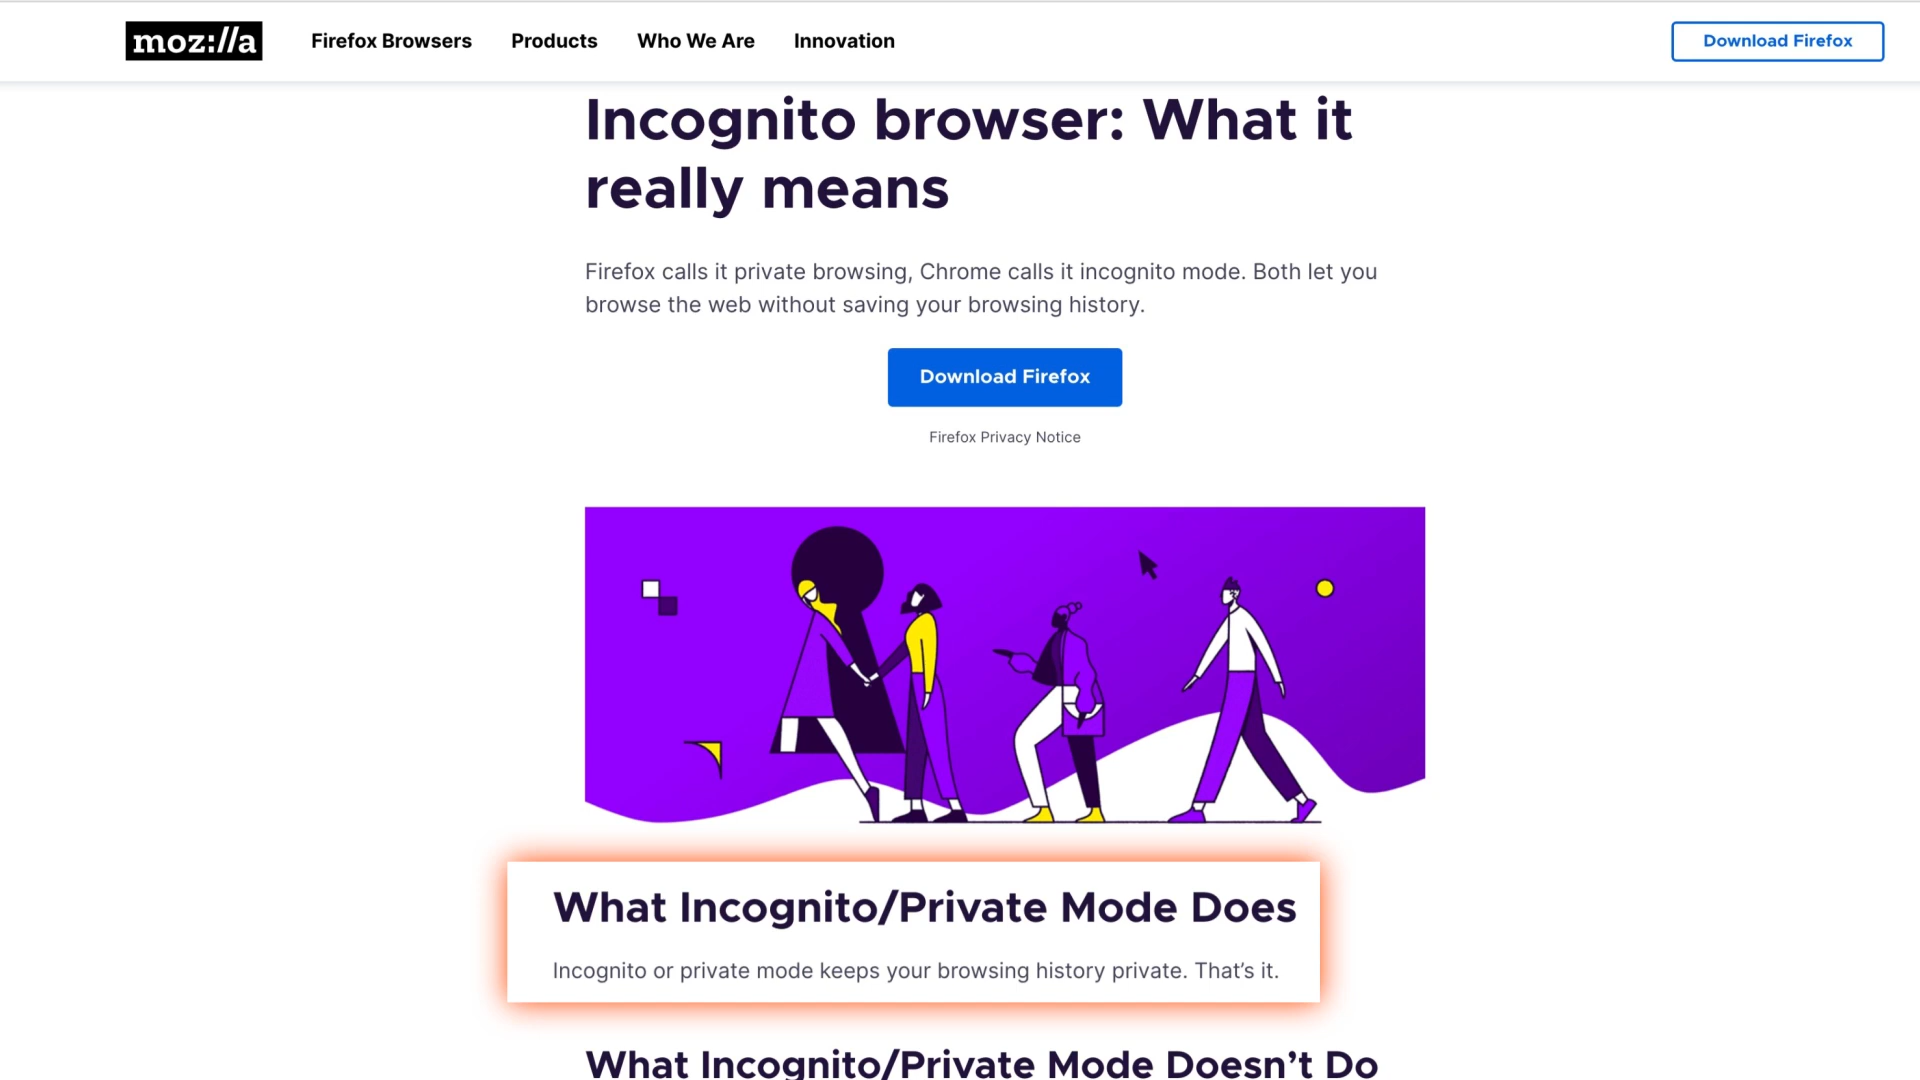 moz://a
Firefox Browsers
Products
Who We Are
Innovation
Download Firefox
Incognito browser: What it
really means
Firefox calls it private browsing, Chrome calls it incognito mode. Both let you
browse the web without saving your browsing history.
Download Firefox
Firefox Privacy Notice
What Incognito/Private Mode Does
Incognito or private mode keeps your browsing history private. That’s it.
What Incognito/Private Mode Doesn’t Do